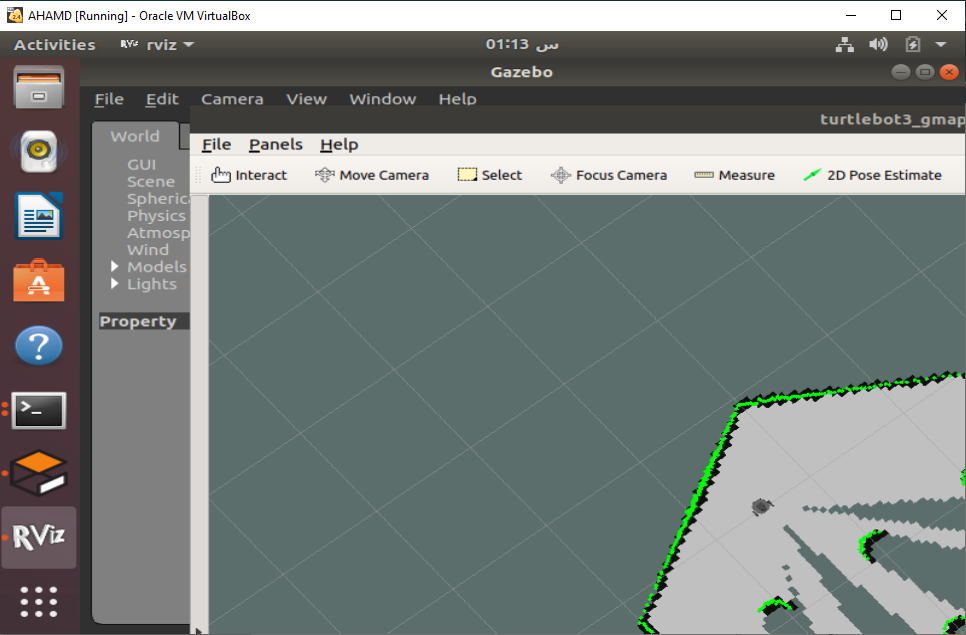 AHAMD [Running] - Oracle VM VirtualBox
Activities RViz rviz 01:13 س
Gazebo
File Edit Camera View Window Help
turtlebot3_gmap
World
File Panels Help
Interact Move Camera Select Focus Camera Measure 2D Pose Estimate
GUI
Scene
Spherica
Physics
Atmosp
Wind
Models
Lights
Property
>_
?
RViz